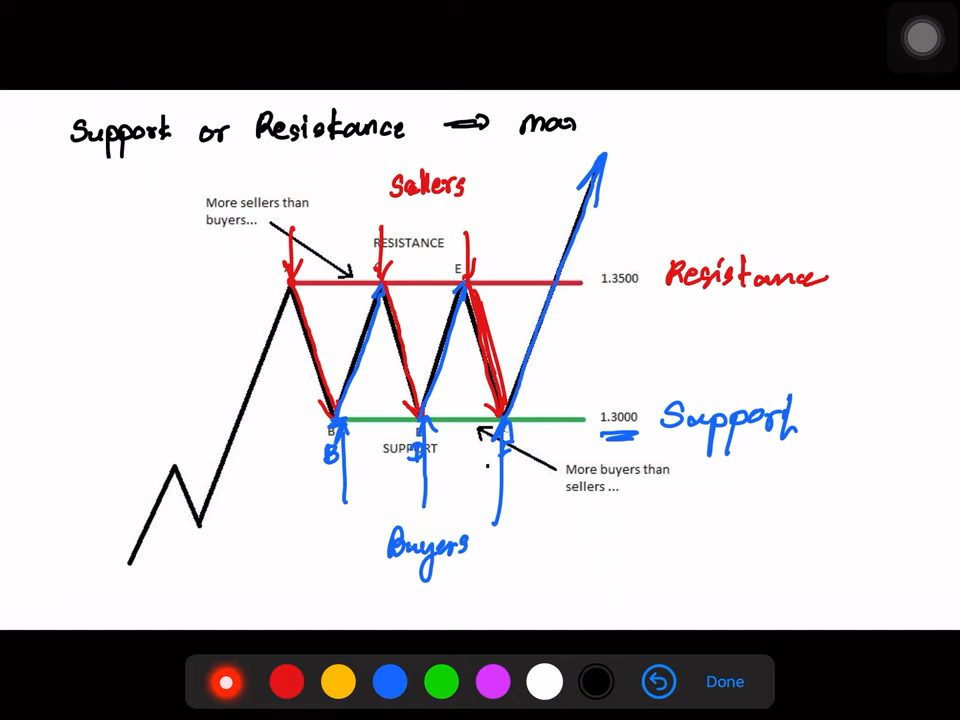 Support or Resistance ⇒
Sellers
More sellers than
buyers...
RESISTANCE
E
1.3500 Resistance
1.3000 Support
B
SUPPORT
B D F
More buyers than
sellers ...
Buyers
Done